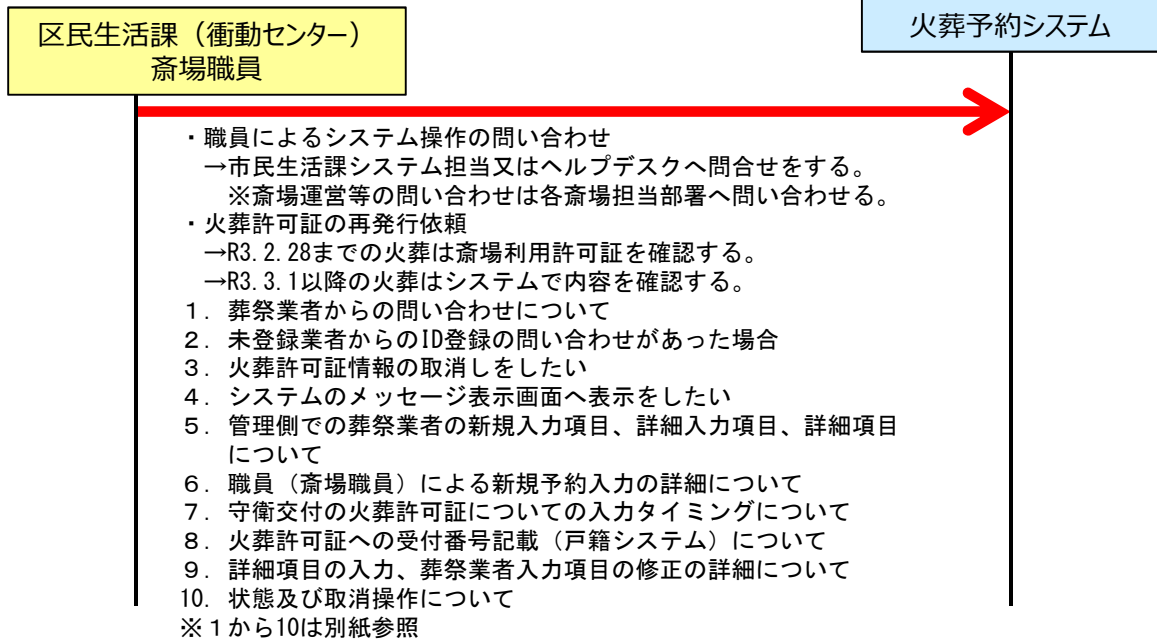 区民生活課（衝動センター）
斎場職員
火葬予約システム
・職員によるシステム操作の問い合わせ
→市民生活課システム担当又はヘルプデスクへ問合せをする。
※斎場運営等の問い合わせは各斎場担当部署へ問い合わせる。
・火葬許可証の再発行依頼
→R3.2.28までの火葬は斎場利用許可証を確認する。
→R3.3.1以降の火葬はシステムで内容を確認する。
１．葬祭業者からの問い合わせについて
２．未登録業者からのID登録の問い合わせがあった場合
３．火葬許可証情報の取消しをしたい
４．システムのメッセージ表示画面へ表示をしたい
５．管理側での葬祭業者の新規入力項目、詳細入力項目、詳細項目
について
６．職員（斎場職員）による新規予約入力の詳細について
７．守衛交付の火葬許可証についての入力タイミングについて
８．火葬許可証への受付番号記載（戸籍システム）について
９．詳細項目の入力、葬祭業者入力項目の修正の詳細について
10．状態及び取消操作について
※１から10は別紙参照